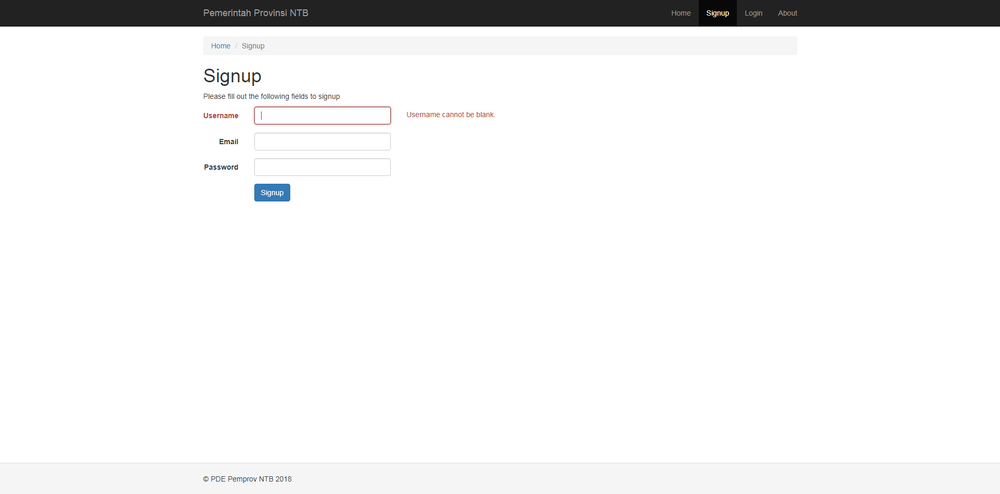 Pemerintah Provinsi NTB Home Signup Login About
Home / Signup
Signup
Please fill out the following fields to signup
Username Username cannot be blank.
Email
Password
Signup
© PDE Pemprov NTB 2018